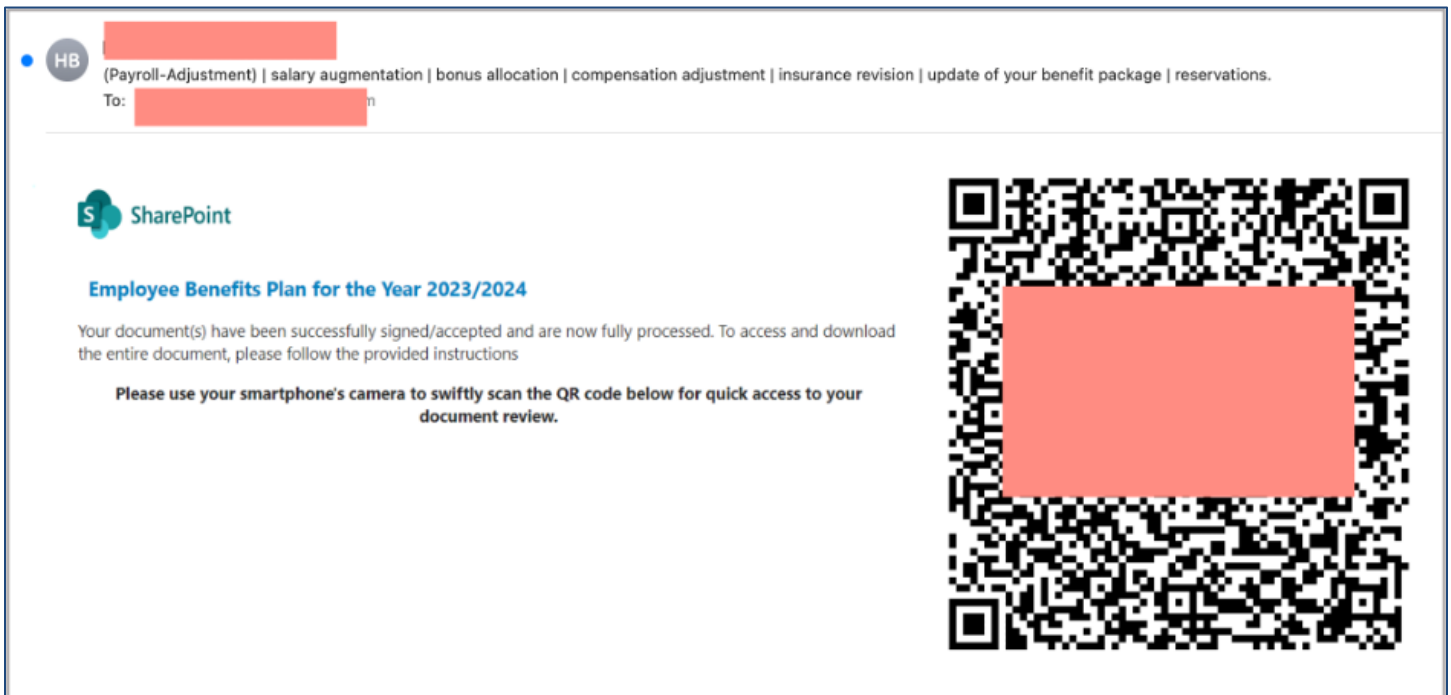 HB
(Payroll-Adjustment) | salary augmentation | bonus allocation | compensation adjustment | insurance revision | update of your benefit package | reservations.
To:
S SharePoint
Employee Benefits Plan for the Year 2023/2024
Your document(s) have been successfully signed/accepted and are now fully processed. To access and download
the entire document, please follow the provided instructions
Please use your smartphone's camera to swiftly scan the QR code below for quick access to your
document review.